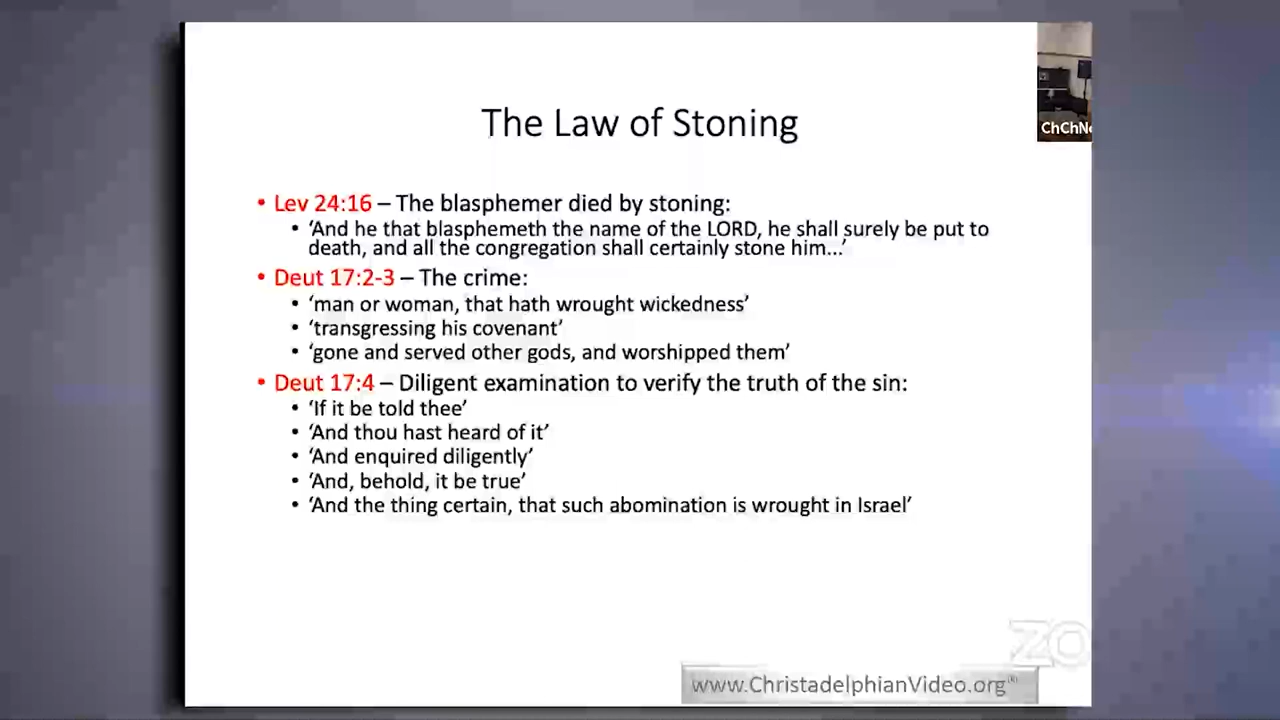 ChChNe
The Law of Stoning
• Lev 24:16 – The blasphemer died by stoning:
• ‘And he that blasphemeth the name of the LORD, he shall surely be put to
death, and all the congregation shall certainly stone him...’
• Deut 17:2-3 – The crime:
• ‘man or woman, that hath wrought wickedness’
• ‘transgressing his covenant’
• ‘gone and served other gods, and worshipped them’
• Deut 17:4 – Diligent examination to verify the truth of the sin:
• ‘If it be told thee’
• ‘And thou hast heard of it’
• ‘And enquired diligently’
• ‘And, behold, it be true’
• ‘And the thing certain, that such abomination is wrought in Israel’
ZO
www.ChristadelphianVideo.org®